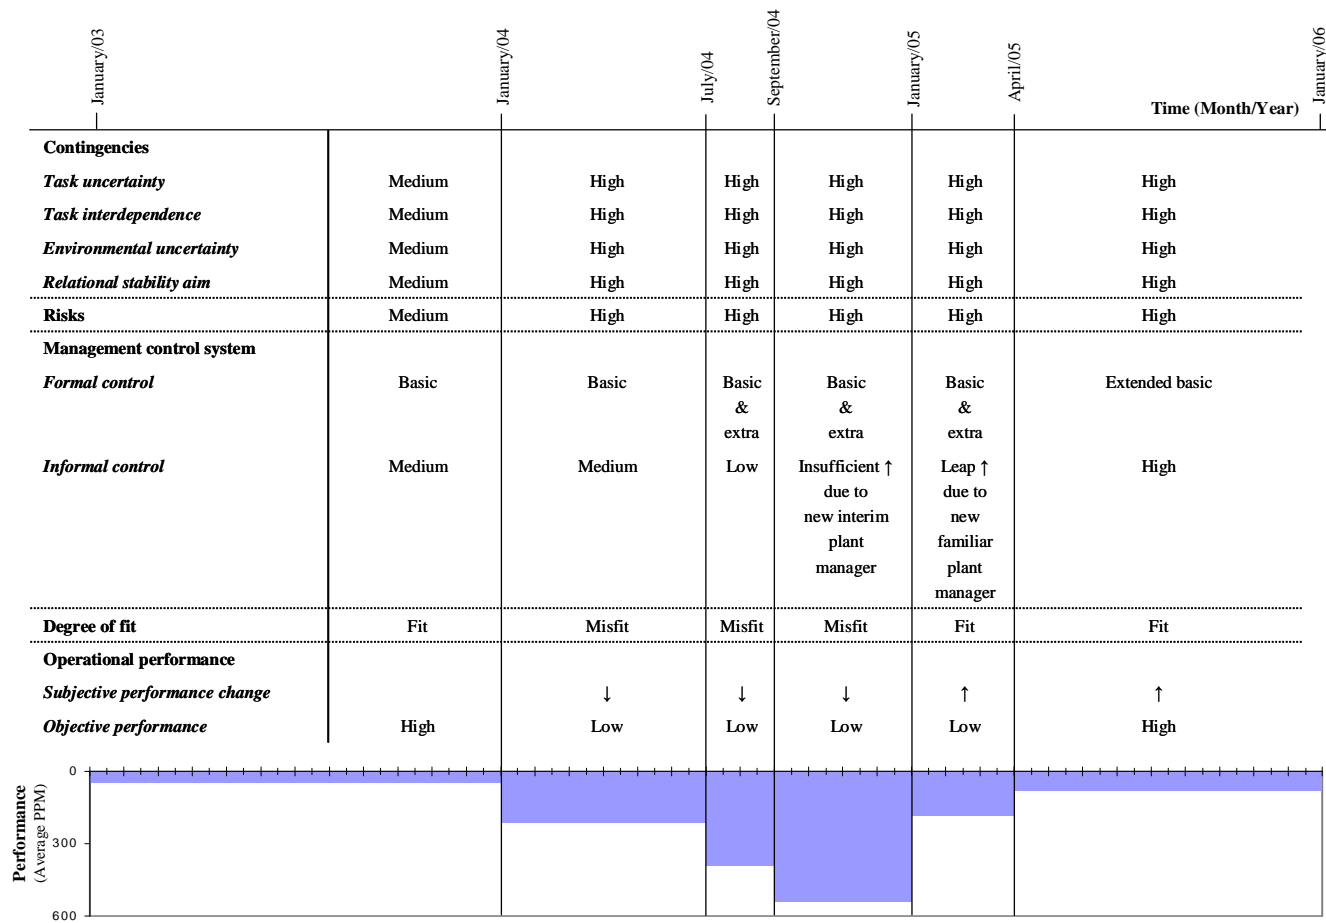 January/03
January/04
July/04
September/04
January/05
April/05
January/06
Time (Month/Year)
Contingencies
Task uncertainty Medium High High High High High
Task interdependence Medium High High High High High
Environmental uncertainty Medium High High High High High
Relational stability aim Medium High High High High High
Risks Medium High High High High High
Management control system
Formal control Basic Basic Basic Basic Basic Extended basic
& & &
extra extra extra
Informal control Medium Medium Low Insufficient ↑ Leap ↑ High
due to due to
new interim new
plant familiar
manager plant
manager
Degree of fit Fit Misfit Misfit Misfit Fit Fit
Operational performance
Subjective performance change ↓ ↓ ↓ ↑ ↑
Objective performance High Low Low Low Low High
Performance
(Average PPM)
0
300
600